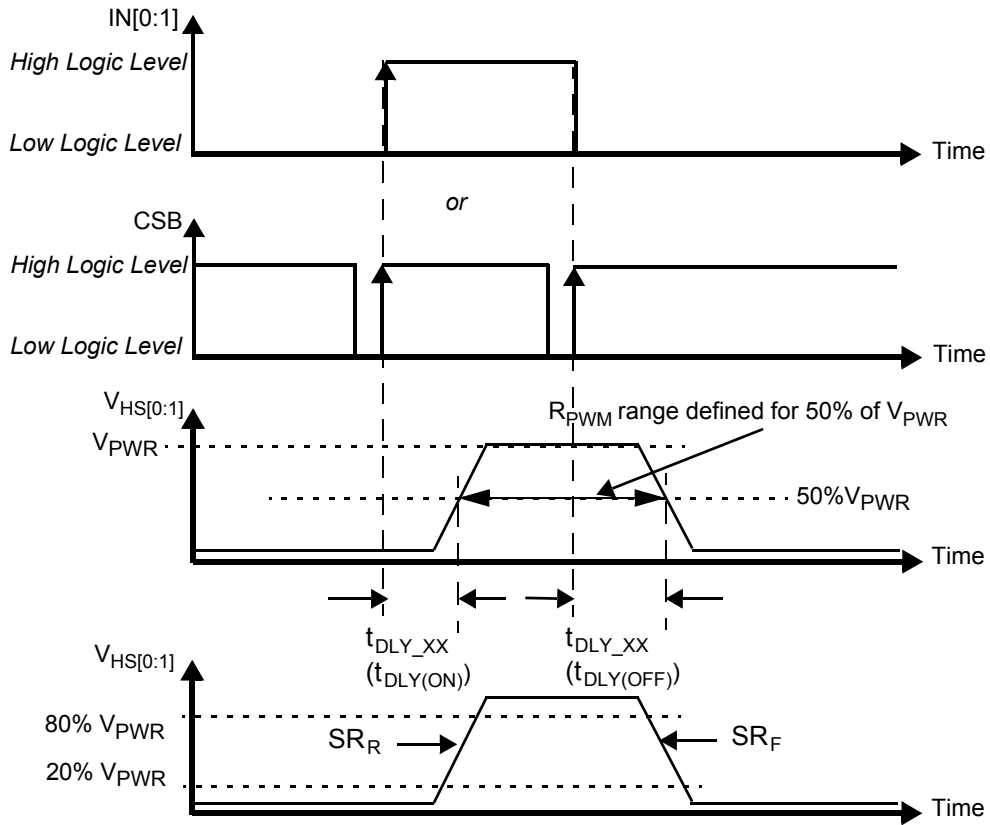 IN[0:1]
High Logic Level
Low Logic Level
Time
or
CSB
High Logic Level
Low Logic Level
Time
VHS[0:1]
RPWM range defined for 50% of VPWR
VPWR
50%VPWR
Time
tDLY_XX
(tDLY(ON))
tDLY_XX
(tDLY(OFF))
VHS[0:1]
80% VPWR
SRR
SRF
20% VPWR
Time